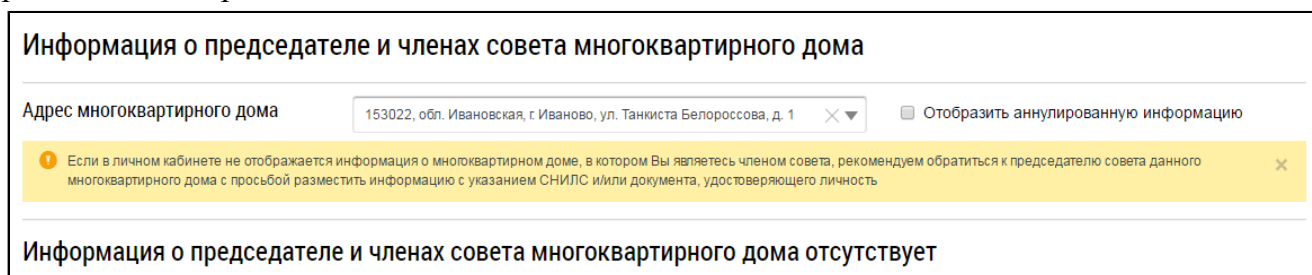 Информация о председателе и членах совета многоквартирного дома
Адрес многоквартирного дома
153022, обл. Ивановская, г. Иваново, ул. Танкиста Белороссова, д. 1
Отобразить аннулированную информацию
Если в личном кабинете не отображается информация о многоквартирном доме, в котором Вы являетесь членом совета, рекомендуем обратиться к председателю совета данного
многоквартирного дома с просьбой разместить информацию с указанием СНИЛС и/или документа, удостоверяющего личность
Информация о председателе и членах совета многоквартирного дома отсутствует